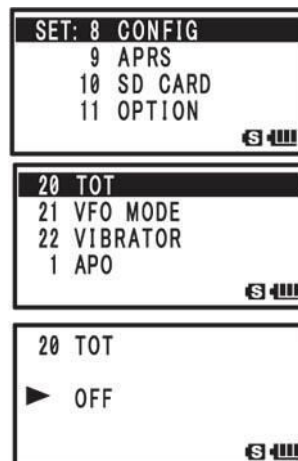 SET: 8 CONFIG
9 APRS
10 SD CARD
11 OPTION
S
20 TOT
21 VFO MODE
22 VIBRATOR
1 APO
S
20 TOT
▶ OFF
S